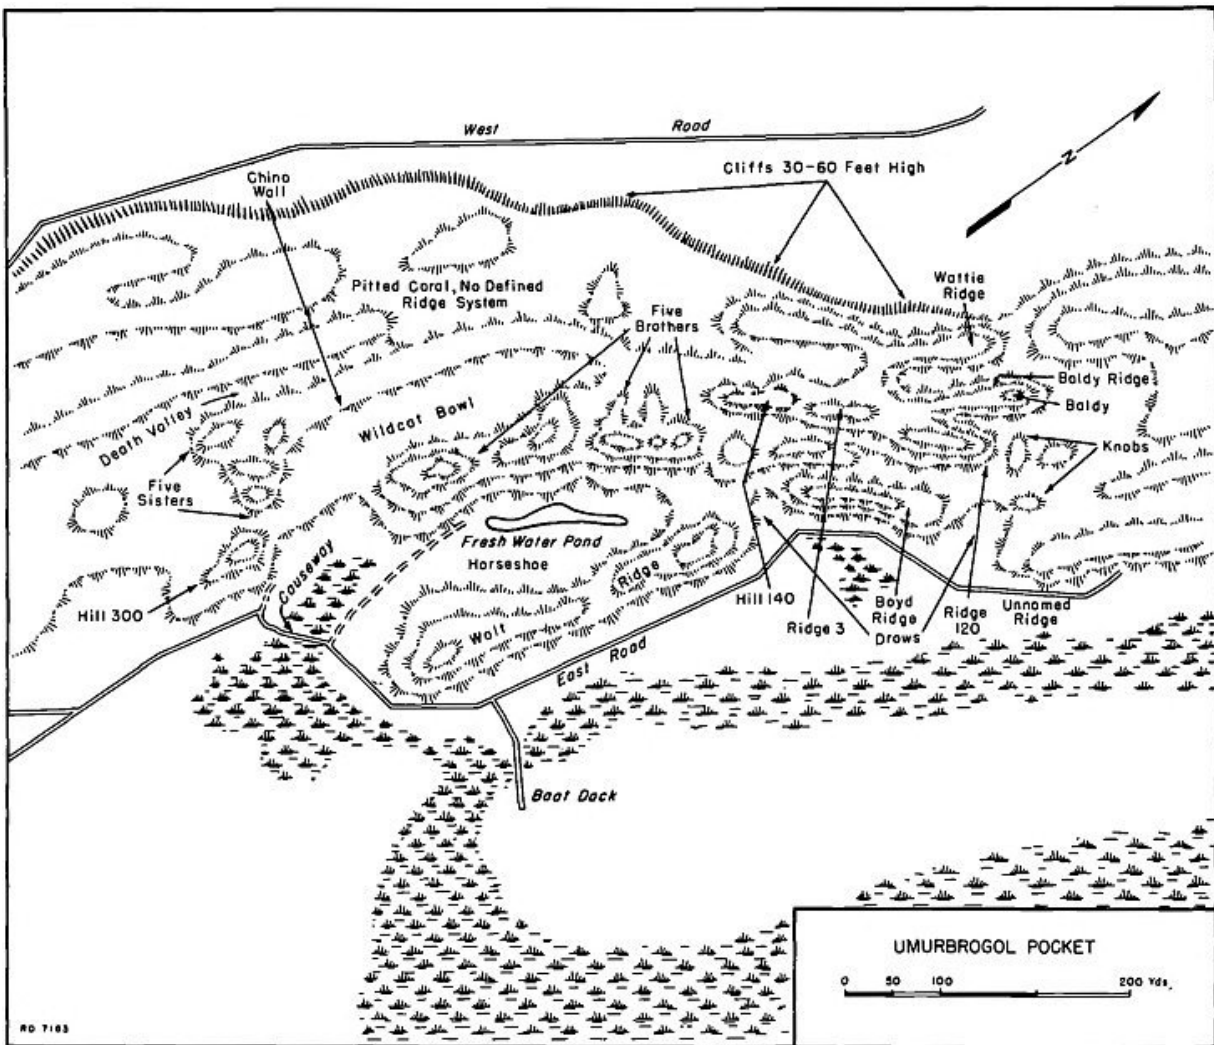 West Road
China
Wall
Cliffs 30-60 Feet High
N
Wattie
Ridge
Pitted Coral, No Defined
Ridge System
Five
Brothers
Baldy Ridge
Baldy
Death Valley
Wildcat Bowl
Knobs
Five
Sisters
Fresh Water Pond
Horseshoe
Causeway
Ridge
Hill 300
Hill 140
Boyd
Ridge
Ridge
120
Unnamed
Ridge
Ridge 3
Draws
Walt
East Road
Boat Dock
UMURBROGOL POCKET
0 50 100 200 Yds.
RD 7163